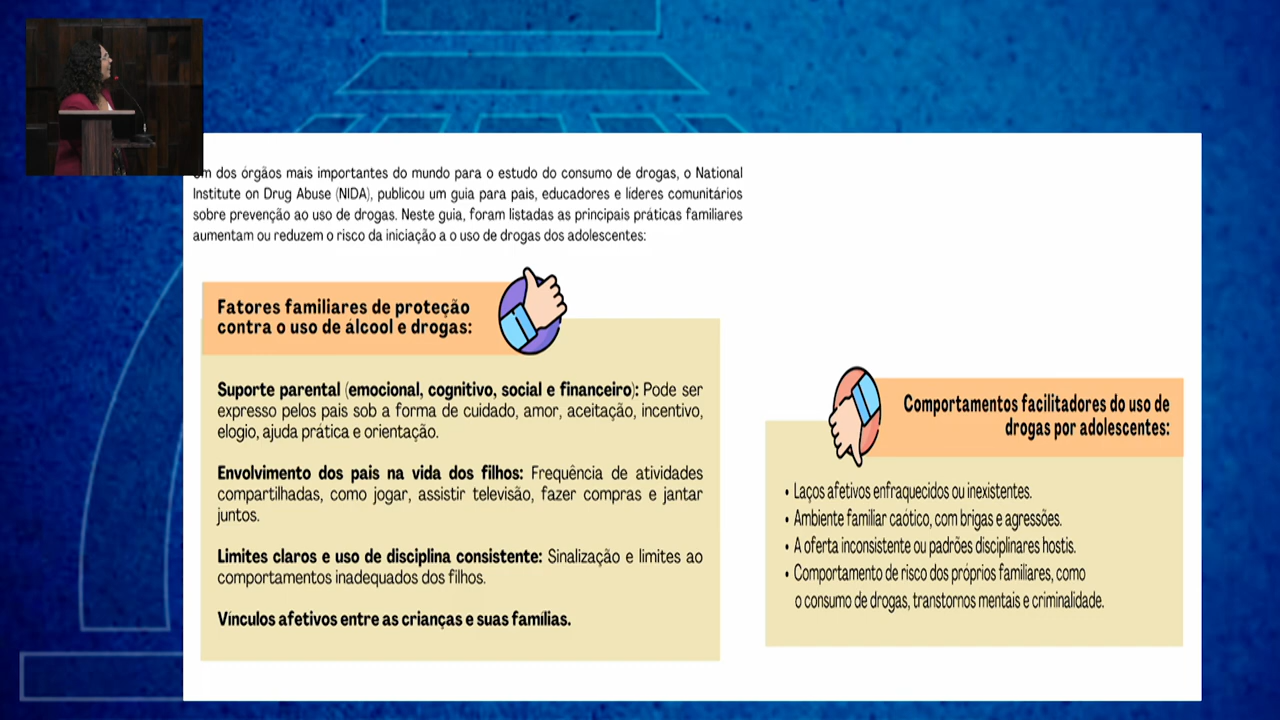 dos órgãos mais importantes do mundo para o estudo do consumo de drogas, o National
Institute on Drug Abuse (NIDA), publicou um guia para pais, educadores e líderes comunitários
sobre prevenção ao uso de drogas. Neste guia, foram listadas as principais práticas familiares
aumentam ou reduzem o risco da iniciação a o uso de drogas dos adolescentes:
Fatores familiares de proteção
contra o uso de álcool e drogas:
Suporte parental (emocional, cognitivo, social e financeiro): Pode ser
expresso pelos pais sob a forma de cuidado, amor, aceitação, incentivo,
elogio, ajuda prática e orientação.
Envolvimento dos pais na vida dos filhos: Frequência de atividades
compartilhadas, como jogar, assistir televisão, fazer compras e jantar
juntos.
Limites claros e uso de disciplina consistente: Sinalização e limites ao
comportamentos inadequados dos filhos.
Vínculos afetivos entre as crianças e suas famílias.
Comportamentos facilitadores do uso de
drogas por adolescentes:
• Laços afetivos enfraquecidos ou inexistentes.
• Ambiente familiar caótico, com brigas e agressões.
• A oferta inconsistente ou padrões disciplinares hostis.
• Comportamento de risco dos próprios familiares, como
o consumo de drogas, transtornos mentais e criminalidade.